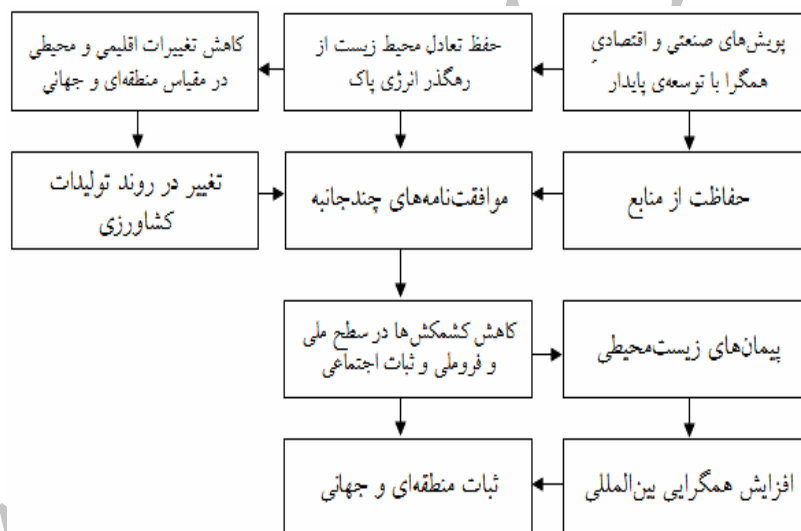 پویش‌های صنعتی و اقتصادیِ
همگرا با توسعه‌ی پایدار
حفظ تعادل محیط زیست از
رهگذر انرژی پاک
کاهش تغییرات اقلیمی و محیطی
در مقیاس منطقه‌ای و جهانی
حفاظت از منابع
موافقت‌نامه‌های چندجانبه
تغییر در روند تولیدات
کشاورزی
کاهش کشمکش‌ها در سطح ملی
و فروملی و ثبات اجتماعی
پیمان‌های زیست‌محیطی
افزایش همگرایی بین‌المللی
ثبات منطقه‌ای و جهانی